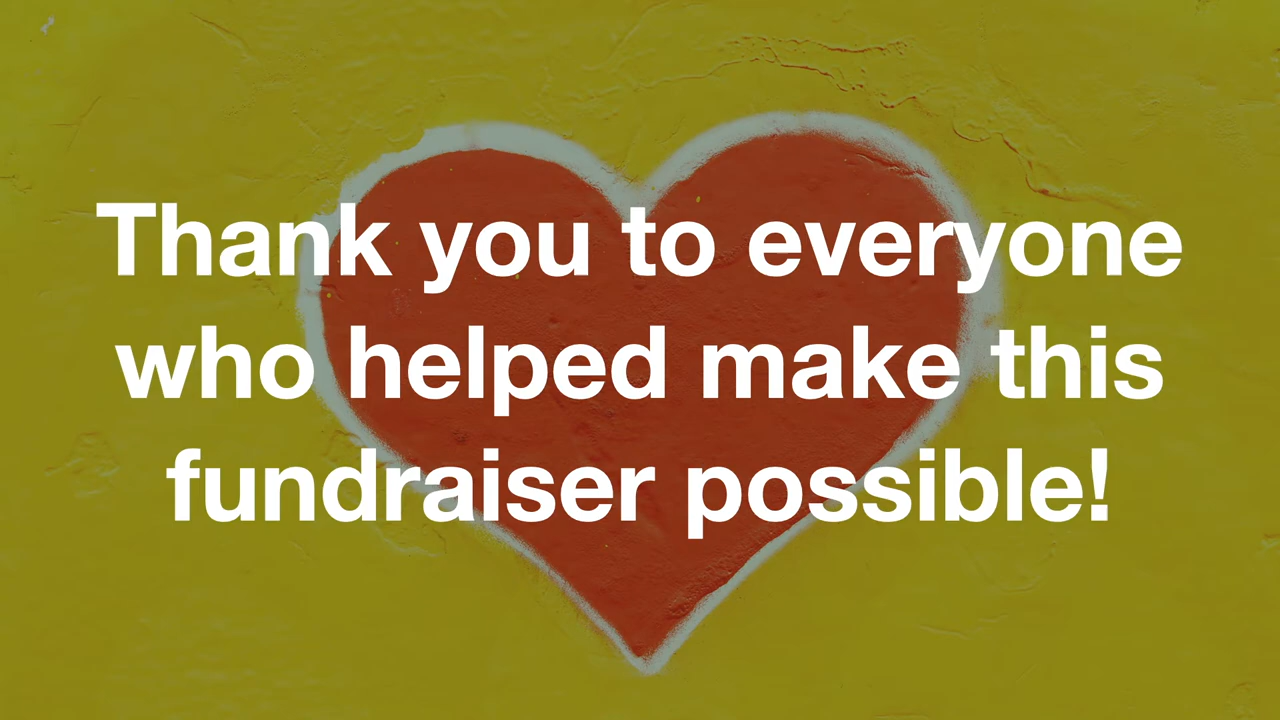 Thank you to everyone
who helped make this
fundraiser possible!